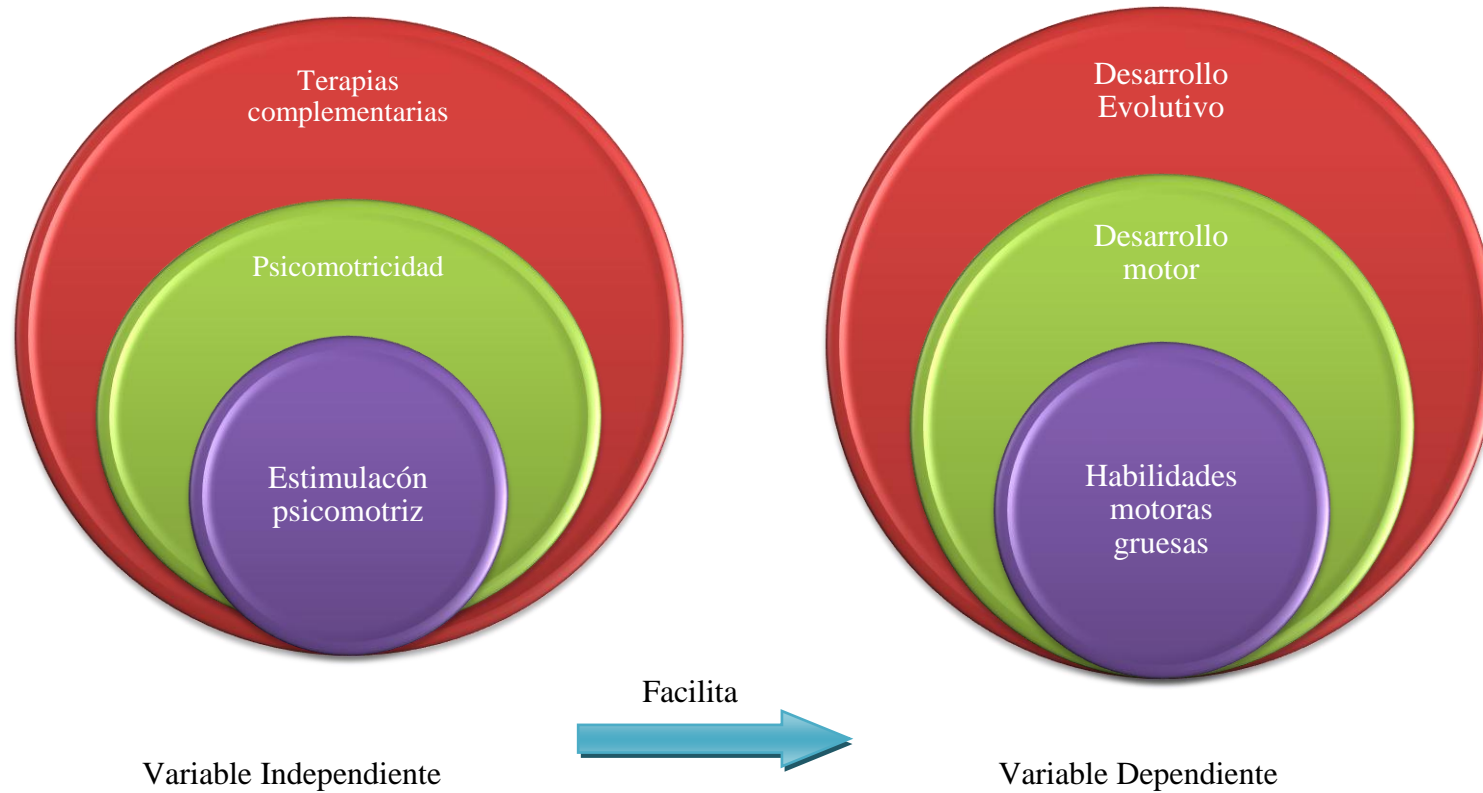 Terapias
complementarias
Psicomotricidad
Estimulacón
psicomotriz
Desarrollo
Evolutivo
Desarrollo
motor
Habilidades
motoras
gruesas
Facilita
Variable Independiente
Variable Dependiente